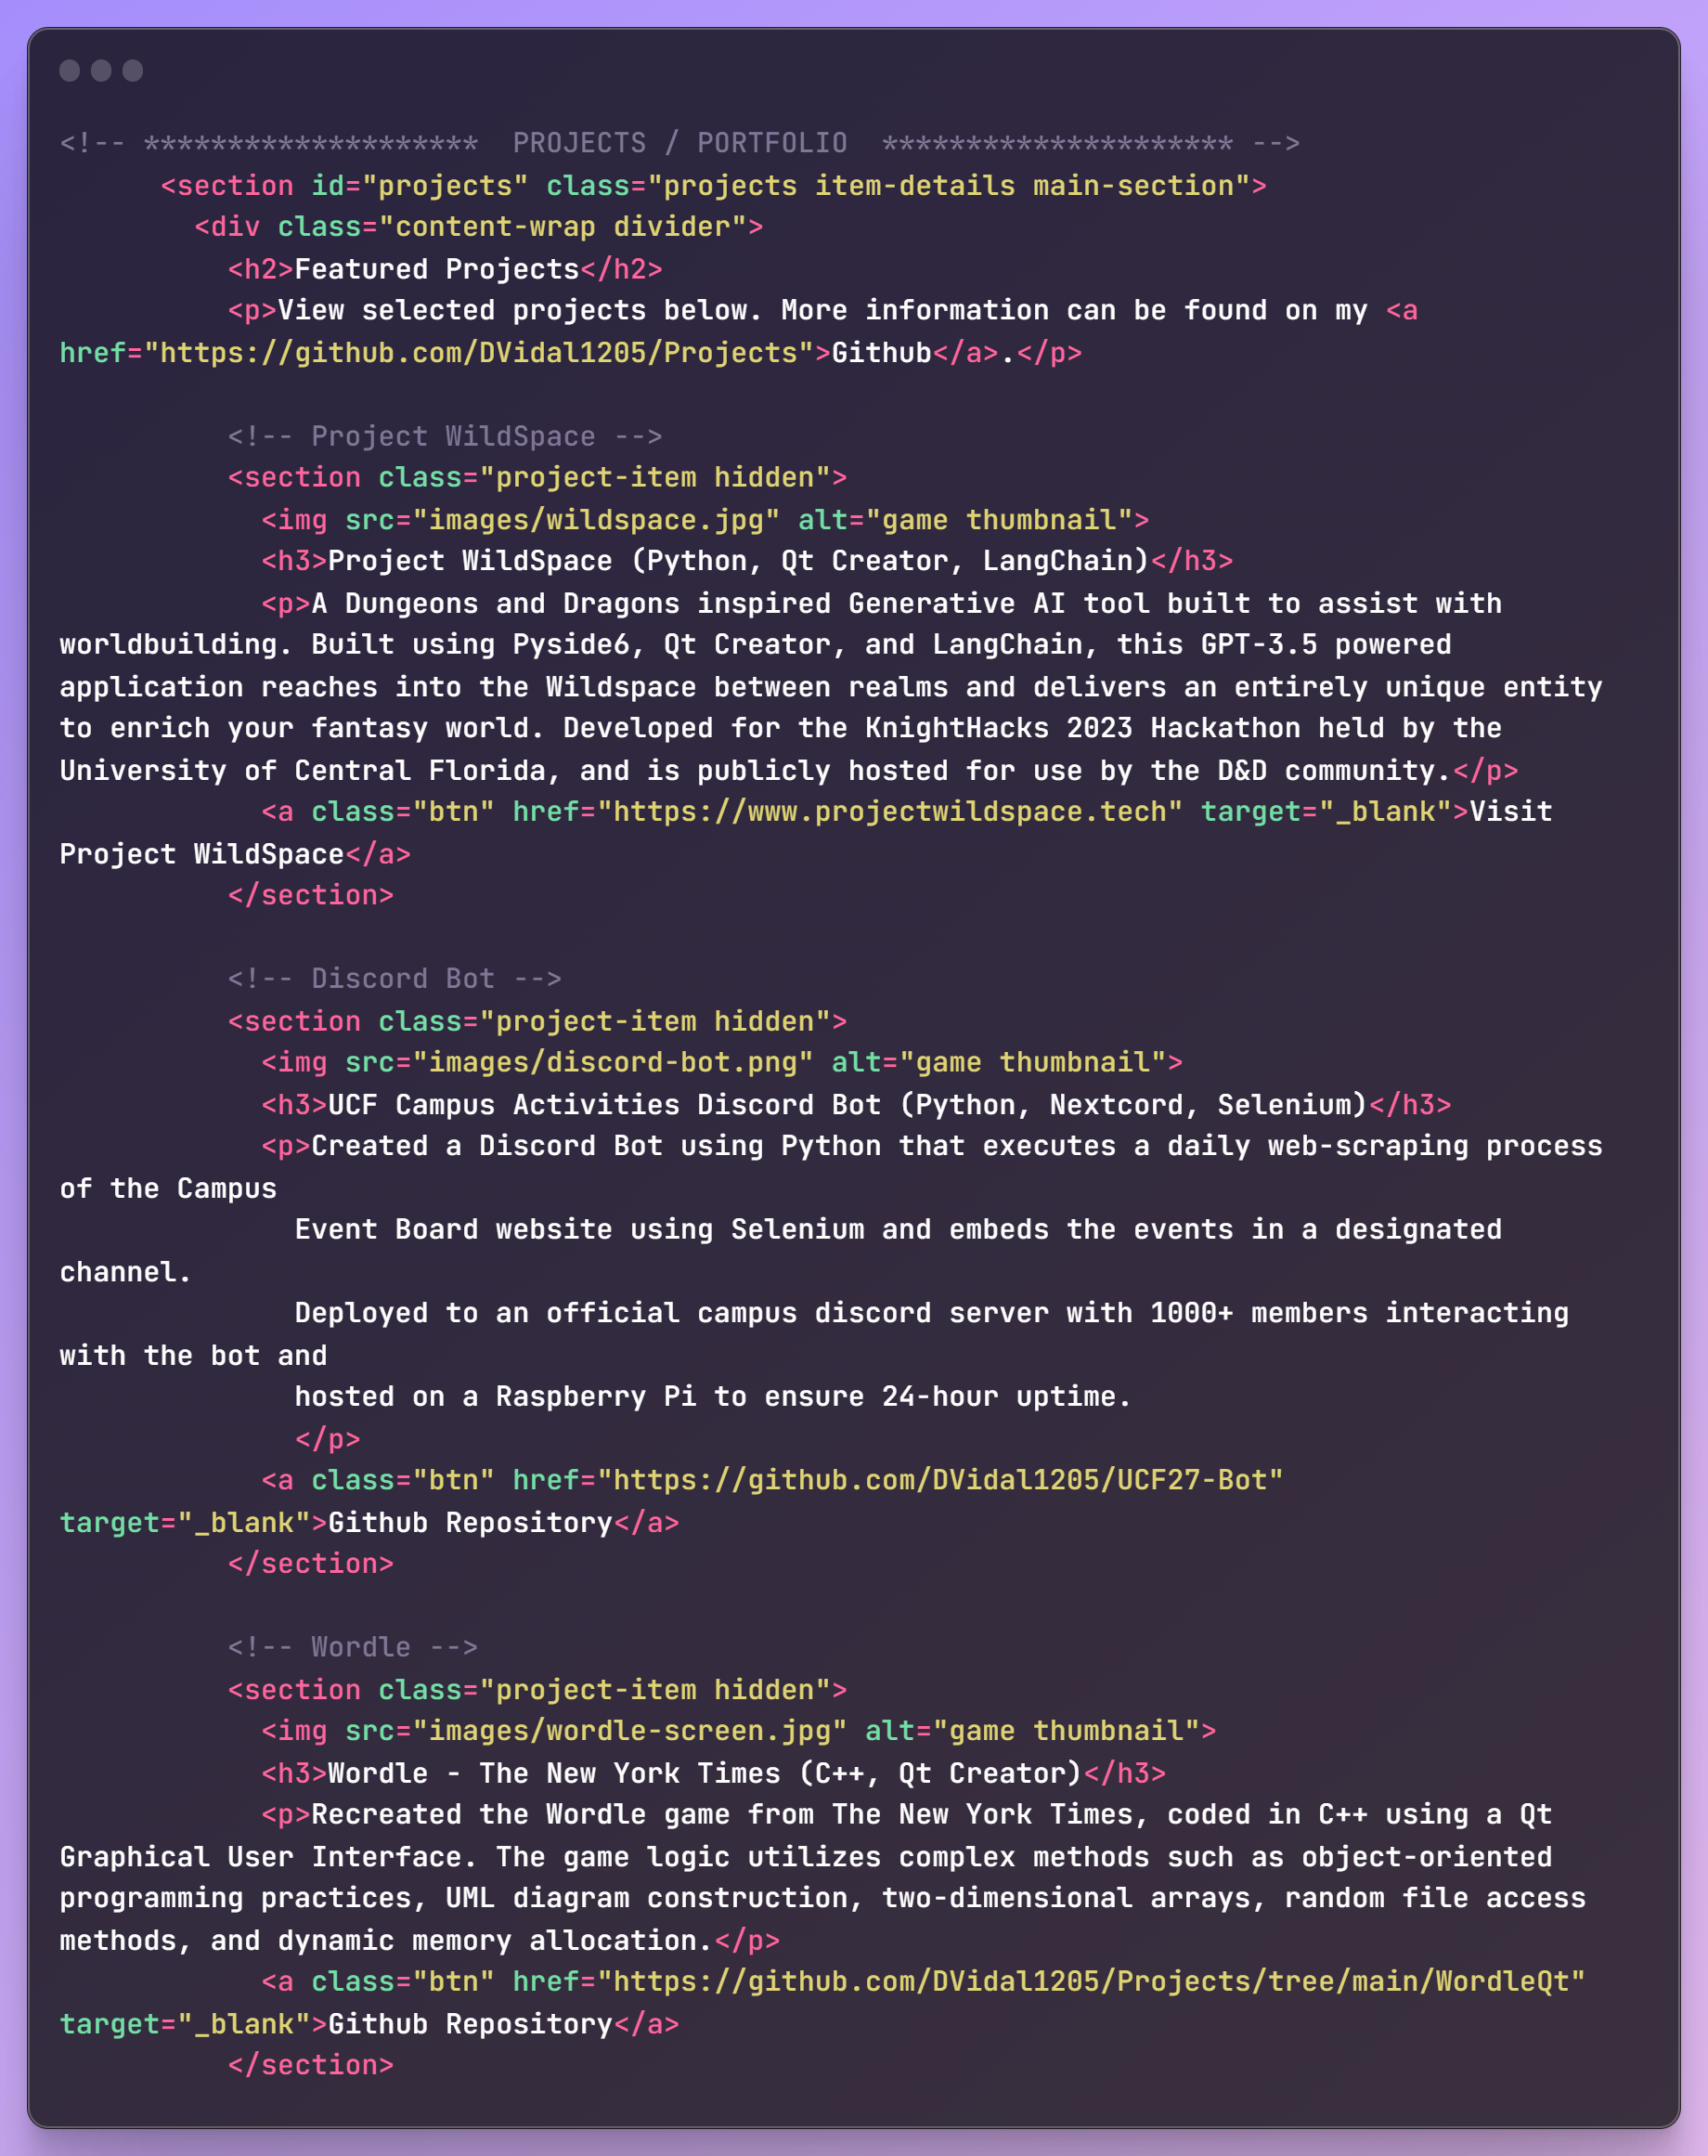 <!-- ******************** PROJECTS / PORTFOLIO ********************* -->
<section id="projects" class="projects item-details main-section">
<div class="content-wrap divider">
<h2>Featured Projects</h2>
<p>View selected projects below. More information can be found on my <a
href="https://github.com/DVidal1205/Projects">Github</a>.</p>
<!-- Project WildSpace -->
<section class="project-item hidden">
<img src="images/wildspace.jpg" alt="game thumbnail">
<h3>Project WildSpace (Python, Qt Creator, LangChain)</h3>
<p>A Dungeons and Dragons inspired Generative AI tool built to assist with
worldbuilding. Built using Pyside6, Qt Creator, and LangChain, this GPT-3.5 powered
application reaches into the Wildspace between realms and delivers an entirely unique entity
to enrich your fantasy world. Developed for the KnightHacks 2023 Hackathon held by the
University of Central Florida, and is publicly hosted for use by the D&D community.</p>
<a class="btn" href="https://www.projectwildspace.tech" target="_blank">Visit
Project WildSpace</a>
</section>
<!-- Discord Bot -->
<section class="project-item hidden">
<img src="images/discord-bot.png" alt="game thumbnail">
<h3>UCF Campus Activities Discord Bot (Python, Nextcord, Selenium)</h3>
<p>Created a Discord Bot using Python that executes a daily web-scraping process
of the Campus
Event Board website using Selenium and embeds the events in a designated
channel.
Deployed to an official campus discord server with 1000+ members interacting
with the bot and
hosted on a Raspberry Pi to ensure 24-hour uptime.
</p>
<a class="btn" href="https://github.com/DVidal1205/UCF27-Bot"
target="_blank">Github Repository</a>
</section>
<!-- Wordle -->
<section class="project-item hidden">
<img src="images/wordle-screen.jpg" alt="game thumbnail">
<h3>Wordle - The New York Times (C++, Qt Creator)</h3>
<p>Recreated the Wordle game from The New York Times, coded in C++ using a Qt
Graphical User Interface. The game logic utilizes complex methods such as object-oriented
programming practices, UML diagram construction, two-dimensional arrays, random file access
methods, and dynamic memory allocation.</p>
<a class="btn" href="https://github.com/DVidal1205/Projects/tree/main/WordleQt"
target="_blank">Github Repository</a>
</section>